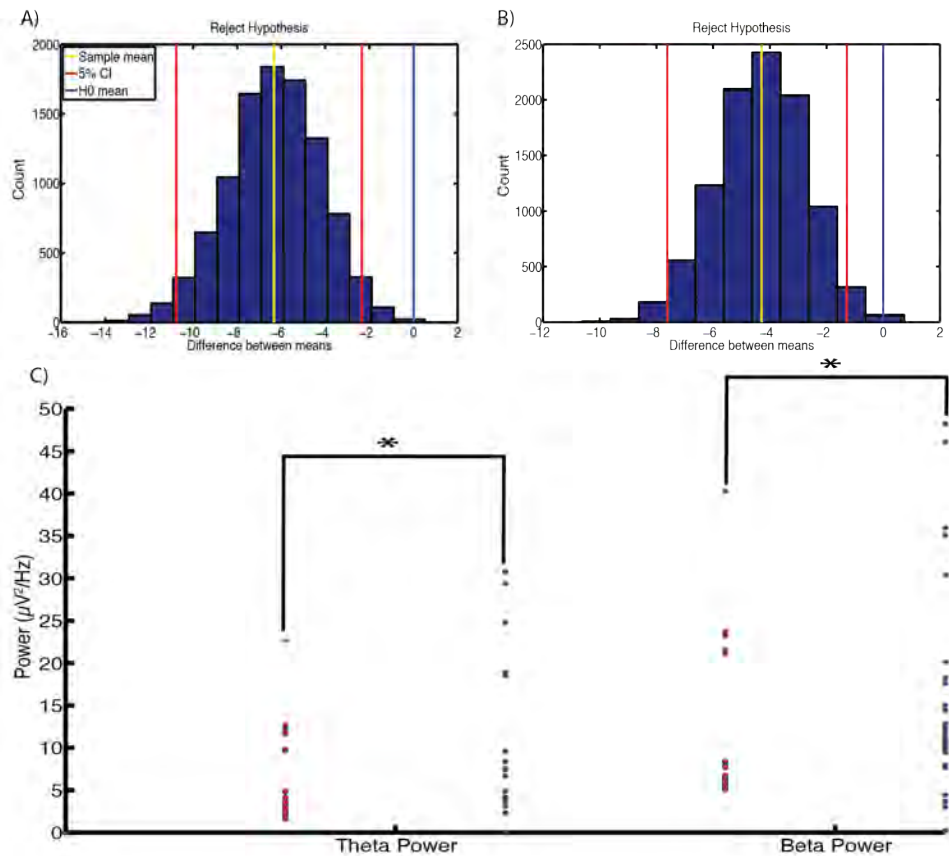 A)
Reject Hypothesis
2000
1500
1000
500
0
Count
Sample mean
5% CI
H0 mean
-16
-14
-12
-10
-8
-6
-4
-2
0
2
Difference between means
B)
Reject Hypothesis
2500
2000
1500
1000
500
0
Count
-12
-10
-8
-6
-4
-2
0
2
Difference between means
C)
50
45
40
35
30
25
20
15
10
5
0
Power (µV²/Hz)
*
*
Theta Power
Beta Power